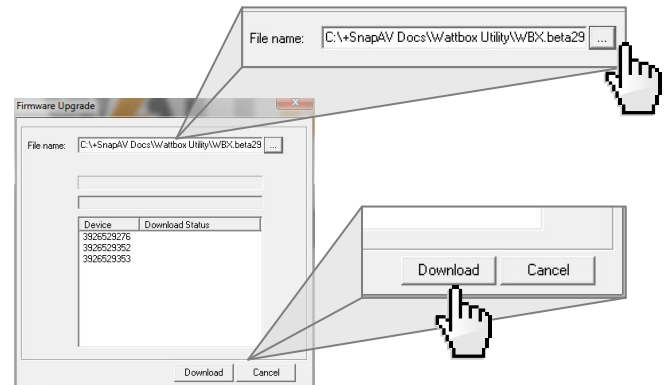 File name: C:\+SnapAV Docs\Wattbox Utility\WBX.beta29 ...
Firmware Upgrade
File name: C:\+SnapAV Docs\Wattbox Utility\WBX.beta29 ...
Device Download Status
3926529276
3926529352
3926529353
Download Cancel
Download Cancel